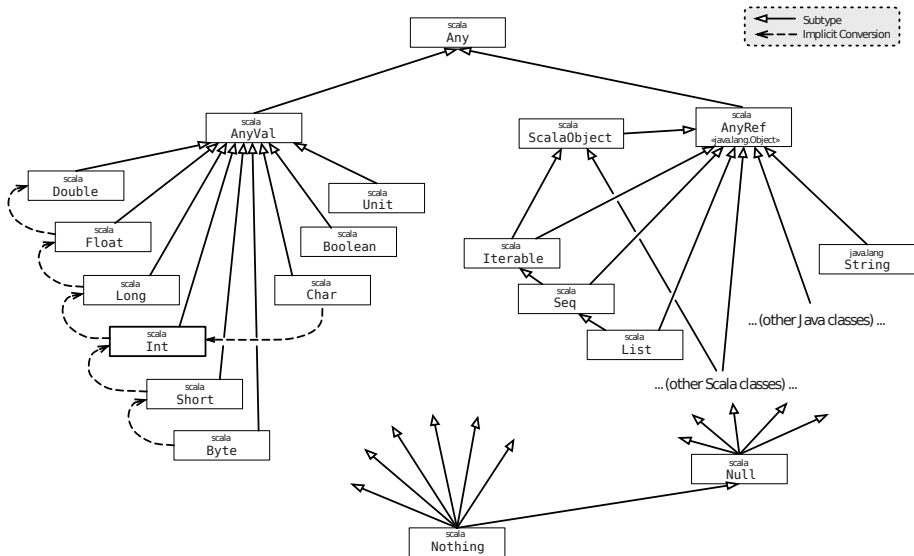 scala
Any
Subtype
Implicit Conversion
scala
AnyVal
scala
ScalaObject
scala
AnyRef
«java.lang.Object»
scala
Double
scala
Unit
scala
Float
scala
Boolean
scala
Iterable
java.lang
String
scala
Long
scala
Char
scala
Seq
... (other Java classes) ...
scala
Int
scala
List
scala
Short
... (other Scala classes) ...
scala
Byte
scala
Null
scala
Nothing